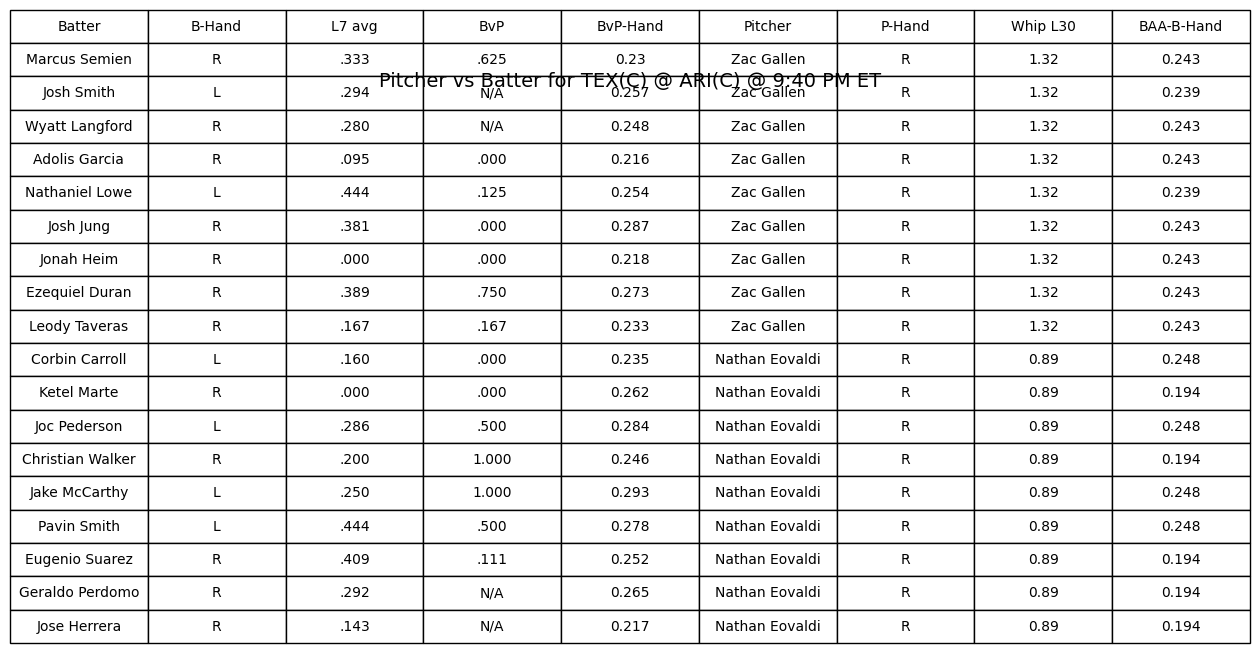 Batter B-Hand L7 avg BvP BvP-Hand Pitcher P-Hand Whip L30 BAA-B-Hand
Marcus Semien R .333 .625 0.23 Zac Gallen R 1.32 0.243
Pitcher vs Batter for TEX(C) @ ARI(C) @ 9:40 PM ET
Josh Smith L .294 N/A 0.257 Zac Gallen R 1.32 0.239
Wyatt Langford R .280 N/A 0.248 Zac Gallen R 1.32 0.243
Adolis Garcia R .095 .000 0.216 Zac Gallen R 1.32 0.243
Nathaniel Lowe L .444 .125 0.254 Zac Gallen R 1.32 0.239
Josh Jung R .381 .000 0.287 Zac Gallen R 1.32 0.243
Jonah Heim R .000 .000 0.218 Zac Gallen R 1.32 0.243
Ezequiel Duran R .389 .750 0.273 Zac Gallen R 1.32 0.243
Leody Taveras R .167 .167 0.233 Zac Gallen R 1.32 0.243
Corbin Carroll L .160 .000 0.235 Nathan Eovaldi R 0.89 0.248
Ketel Marte R .000 .000 0.262 Nathan Eovaldi R 0.89 0.194
Joc Pederson L .286 .500 0.284 Nathan Eovaldi R 0.89 0.248
Christian Walker R .200 1.000 0.246 Nathan Eovaldi R 0.89 0.194
Jake McCarthy L .250 1.000 0.293 Nathan Eovaldi R 0.89 0.248
Pavin Smith L .444 .500 0.278 Nathan Eovaldi R 0.89 0.248
Eugenio Suarez R .409 .111 0.252 Nathan Eovaldi R 0.89 0.194
Geraldo Perdomo R .292 N/A 0.265 Nathan Eovaldi R 0.89 0.194
Jose Herrera R .143 N/A 0.217 Nathan Eovaldi R 0.89 0.194